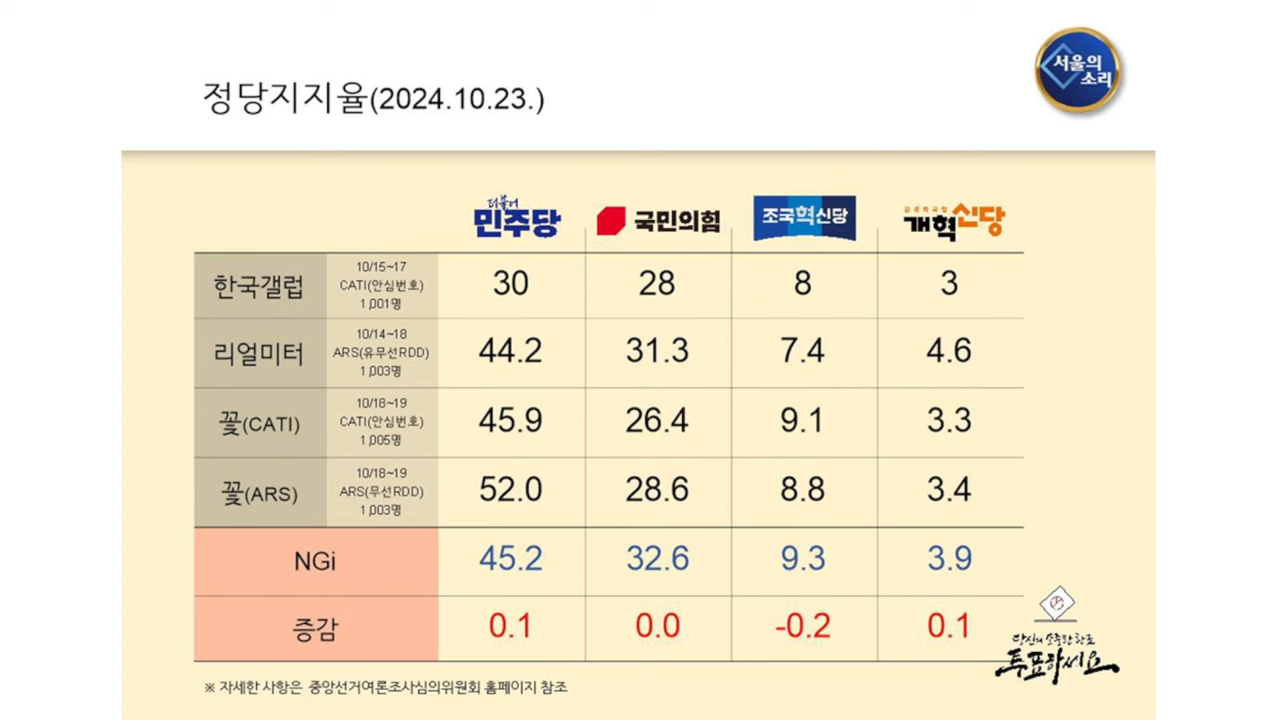 서울의
소리
정당지지율(2024.10.23.)
더불어
민주당
국민의힘
조국혁신당
개혁신당
한국갤럽
10/15~17
CATI(안심번호)
1,001명
30 28 8 3
리얼미터
10/14~18
ARS(유무선RDD)
1,003명
44.2 31.3 7.4 4.6
꽃(CATI)
10/18~19
CATI(안심번호)
1,005명
45.9 26.4 9.1 3.3
꽃(ARS)
10/18~19
ARS(무선RDD)
1,003명
52.0 28.6 8.8 3.4
NGi 45.2 32.6 9.3 3.9
증감 0.1 0.0 -0.2 0.1
당신의 소중한 한표
투표하세요
※ 자세한 사항은 중앙선거여론조사심의위원회 홈페이지 참조